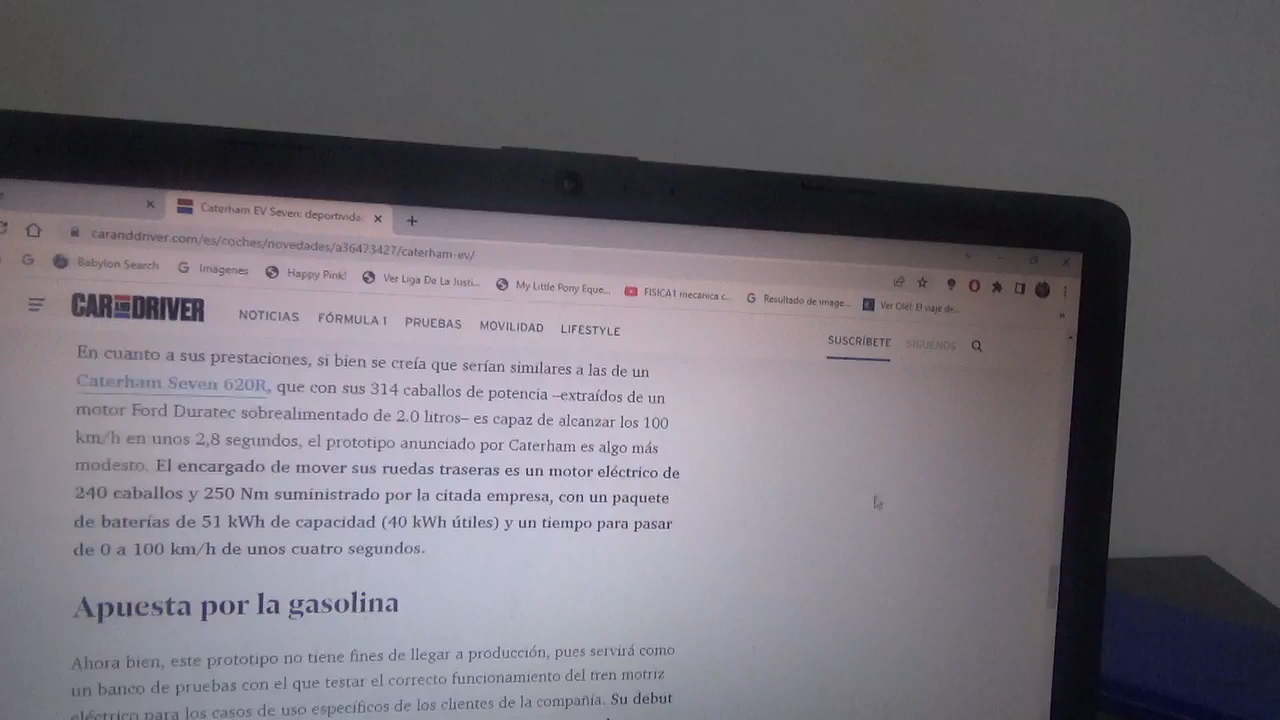 Caterham EV Seven: deportivida
caranddriver.com/es/coches/novedades/a36423427/caterham-ev/
Babylon Search
Imágenes
Happy Pink!
Ver Liga De La Justi...
My Little Pony Eque...
FISICA1 mecanica c...
Resultado de image...
Ver Olé!: El viaje de...
CAR AND DRIVER
NOTICIAS FÓRMULA 1 PRUEBAS MOVILIDAD LIFESTYLE
SUSCRÍBETE SÍGUENOS
En cuanto a sus prestaciones, si bien se creía que serían similares a las de un
Caterham Seven 620R, que con sus 314 caballos de potencia –extraídos de un
motor Ford Duratec sobrealimentado de 2.0 litros– es capaz de alcanzar los 100
km/h en unos 2,8 segundos, el prototipo anunciado por Caterham es algo más
modesto. El encargado de mover sus ruedas traseras es un motor eléctrico de
240 caballos y 250 Nm suministrado por la citada empresa, con un paquete
de baterías de 51 kWh de capacidad (40 kWh útiles) y un tiempo para pasar
de 0 a 100 km/h de unos cuatro segundos.
Apuesta por la gasolina
Ahora bien, este prototipo no tiene fines de llegar a producción, pues servirá como
un banco de pruebas con el que testar el correcto funcionamiento del tren motriz
eléctrico para los casos de uso específicos de los clientes de la compañía. Su debut